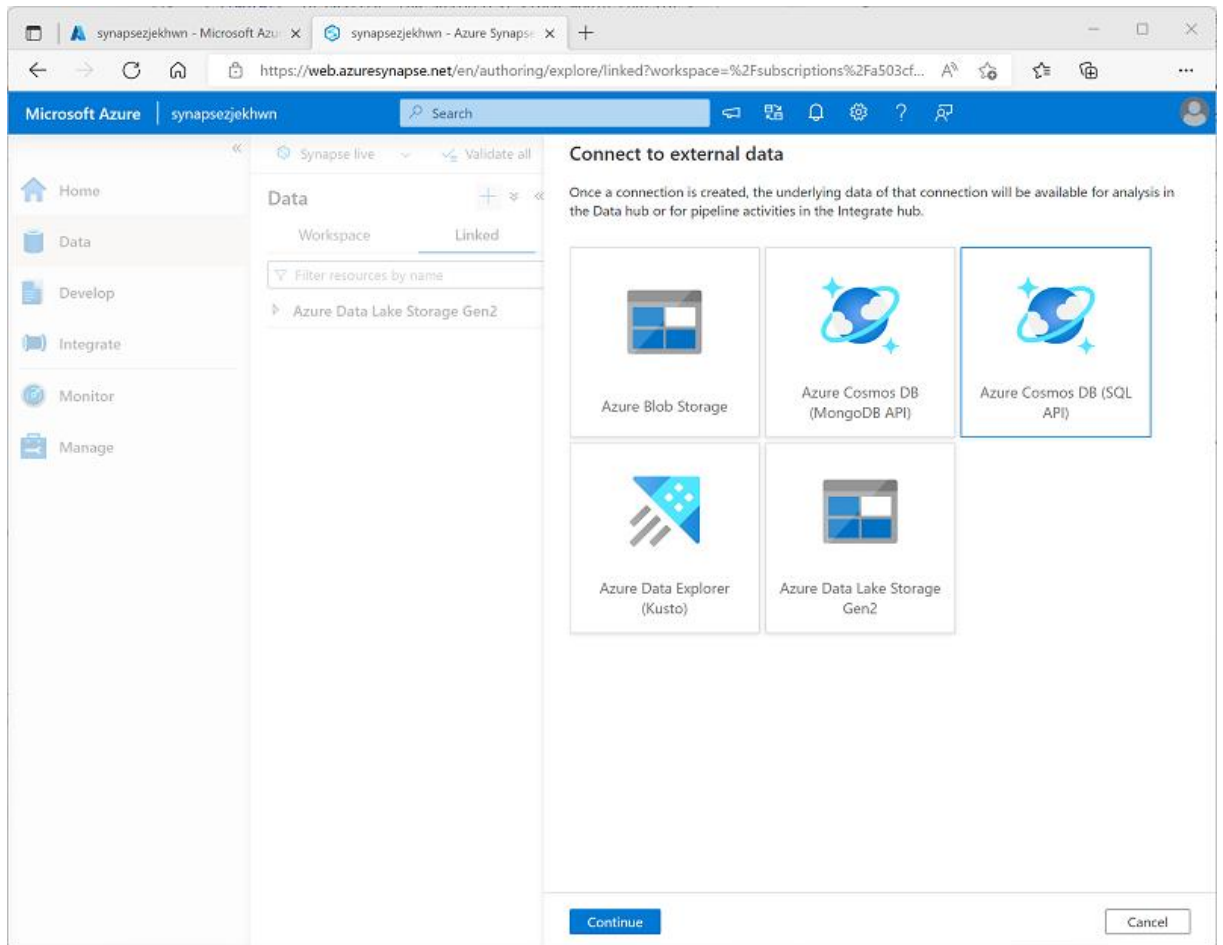 synapsezjekhwn - Microsoft Azu
synapsezjekhwn - Azure Synapse
https://web.azuresynapse.net/en/authoring/explore/linked?workspace=%2Fsubscriptions%2Fa503cf...
Microsoft Azure
synapsezjekhwn
Search
Home
Data
Develop
Integrate
Monitor
Manage
Synapse live
Validate all
Data
Workspace
Linked
Filter resources by name
Azure Data Lake Storage Gen2
Connect to external data
Once a connection is created, the underlying data of that connection will be available for analysis in
the Data hub or for pipeline activities in the Integrate hub.
Azure Blob Storage
Azure Cosmos DB
(MongoDB API)
Azure Cosmos DB (SQL
API)
Azure Data Explorer
(Kusto)
Azure Data Lake Storage
Gen2
Continue
Cancel